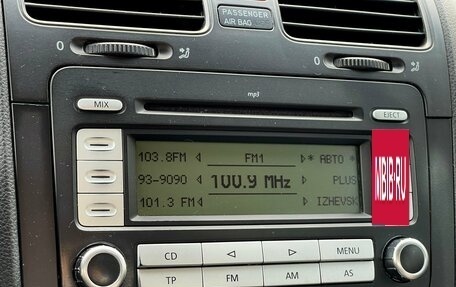 PASSENGER
AIR BAG
0
0
mp3
MIX
EJECT
103.8FM FM1 * АВТО *
93-9090 100.9 MHz PLUS
101.3 FM IZHEVSK
MBIB.RU
CD
MENU
TP
FM
AM
AS